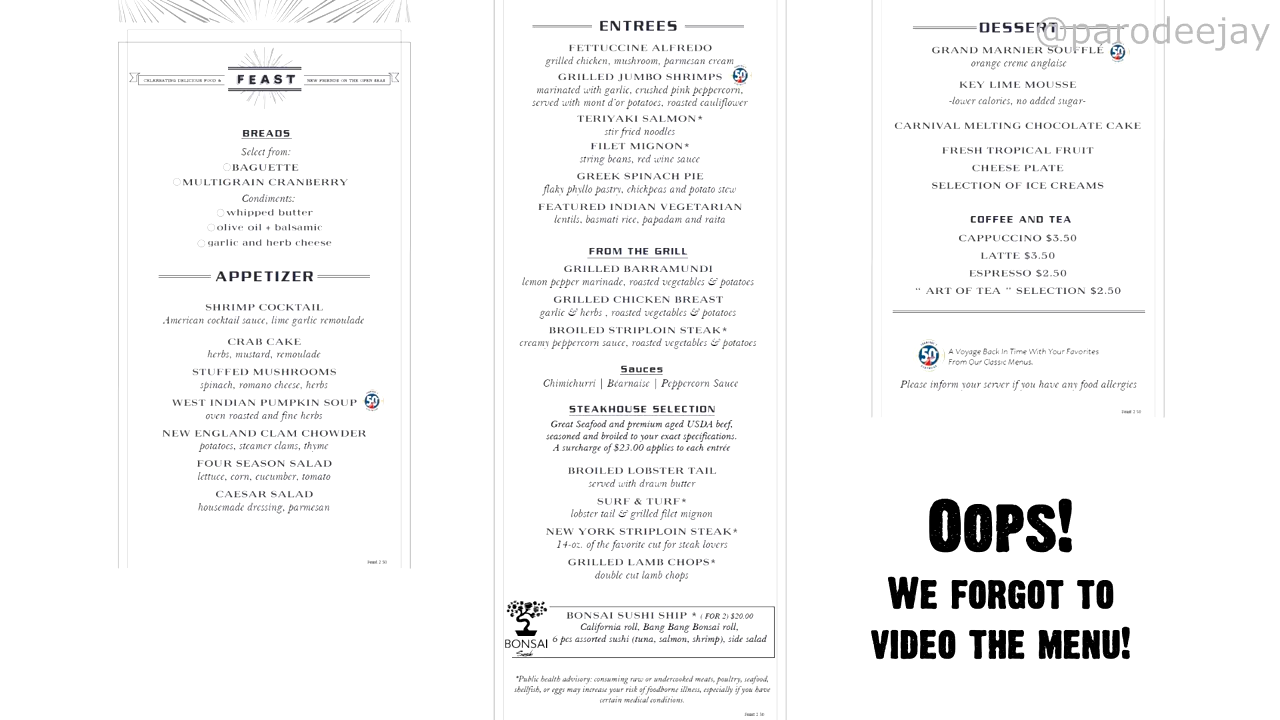 CELEBRATING DELICIOUS FOOD &
FEAST
NEW FRIENDS ON THE OPEN SEAS
BREADS
Select from:
BAGUETTE
MULTIGRAIN CRANBERRY
Condiments:
whipped butter
olive oil + balsamic
garlic and herb cheese
APPETIZER
SHRIMP COCKTAIL
American cocktail sauce, lime garlic remoulade
CRAB CAKE
herbs, mustard, remoulade
STUFFED MUSHROOMS
spinach, romano cheese, herbs
WEST INDIAN PUMPKIN SOUP 50
oven roasted and fine herbs
NEW ENGLAND CLAM CHOWDER
potatoes, steamer clams, thyme
FOUR SEASON SALAD
lettuce, corn, cucumber, tomato
CAESAR SALAD
housemade dressing, parmesan
ENTREES
FETTUCCINE ALFREDO
grilled chicken, mushroom, parmesan cream
GRILLED JUMBO SHRIMPS 50
marinated with garlic, crushed pink peppercorn,
served with mont d'or potatoes, roasted cauliflower
TERIYAKI SALMON*
stir fried noodles
FILET MIGNON*
string beans, red wine sauce
GREEK SPINACH PIE
flaky phyllo pastry, chickpeas and potato stew
FEATURED INDIAN VEGETARIAN
lentils, basmati rice, papadam and raita
FROM THE GRILL
GRILLED BARRAMUNDI
lemon pepper marinade, roasted vegetables & potatoes
GRILLED CHICKEN BREAST
garlic & herbs , roasted vegetables & potatoes
BROILED STRIPLOIN STEAK*
creamy peppercorn sauce, roasted vegetables & potatoes
Sauces
Chimichurri | Béarnaise | Peppercorn Sauce
STEAKHOUSE SELECTION
Great Seafood and premium aged USDA beef,
seasoned and broiled to your exact specifications.
A surcharge of $23.00 applies to each entrée
BROILED LOBSTER TAIL
served with drawn butter
SURF & TURF*
lobster tail & grilled filet mignon
NEW YORK STRIPLOIN STEAK*
14-oz. of the favorite cut for steak lovers
GRILLED LAMB CHOPS*
double cut lamb chops
BONSAI
Sushi
BONSAI SUSHI SHIP * ( FOR 2) $20.00
California roll, Bang Bang Bonsai roll,
6 pcs assorted sushi (tuna, salmon, shrimp), side salad
*Public health advisory: consuming raw or undercooked meats, poultry, seafood,
shellfish, or eggs may increase your risk of foodborne illness, especially if you have
certain medical conditions.
DESSERT
@parodeejay
GRAND MARNIER SOUFFLÉ 50
orange creme anglaise
KEY LIME MOUSSE
-lower calories, no added sugar-
CARNIVAL MELTING CHOCOLATE CAKE
FRESH TROPICAL FRUIT
CHEESE PLATE
SELECTION OF ICE CREAMS
COFFEE AND TEA
CAPPUCCINO $3.50
LATTE $3.50
ESPRESSO $2.50
" ART OF TEA " SELECTION $2.50
50
A Voyage Back In Time With Your Favorites
From Our Classic Menus.
Please inform your server if you have any food allergies
Oops!
We forgot to
video the menu!